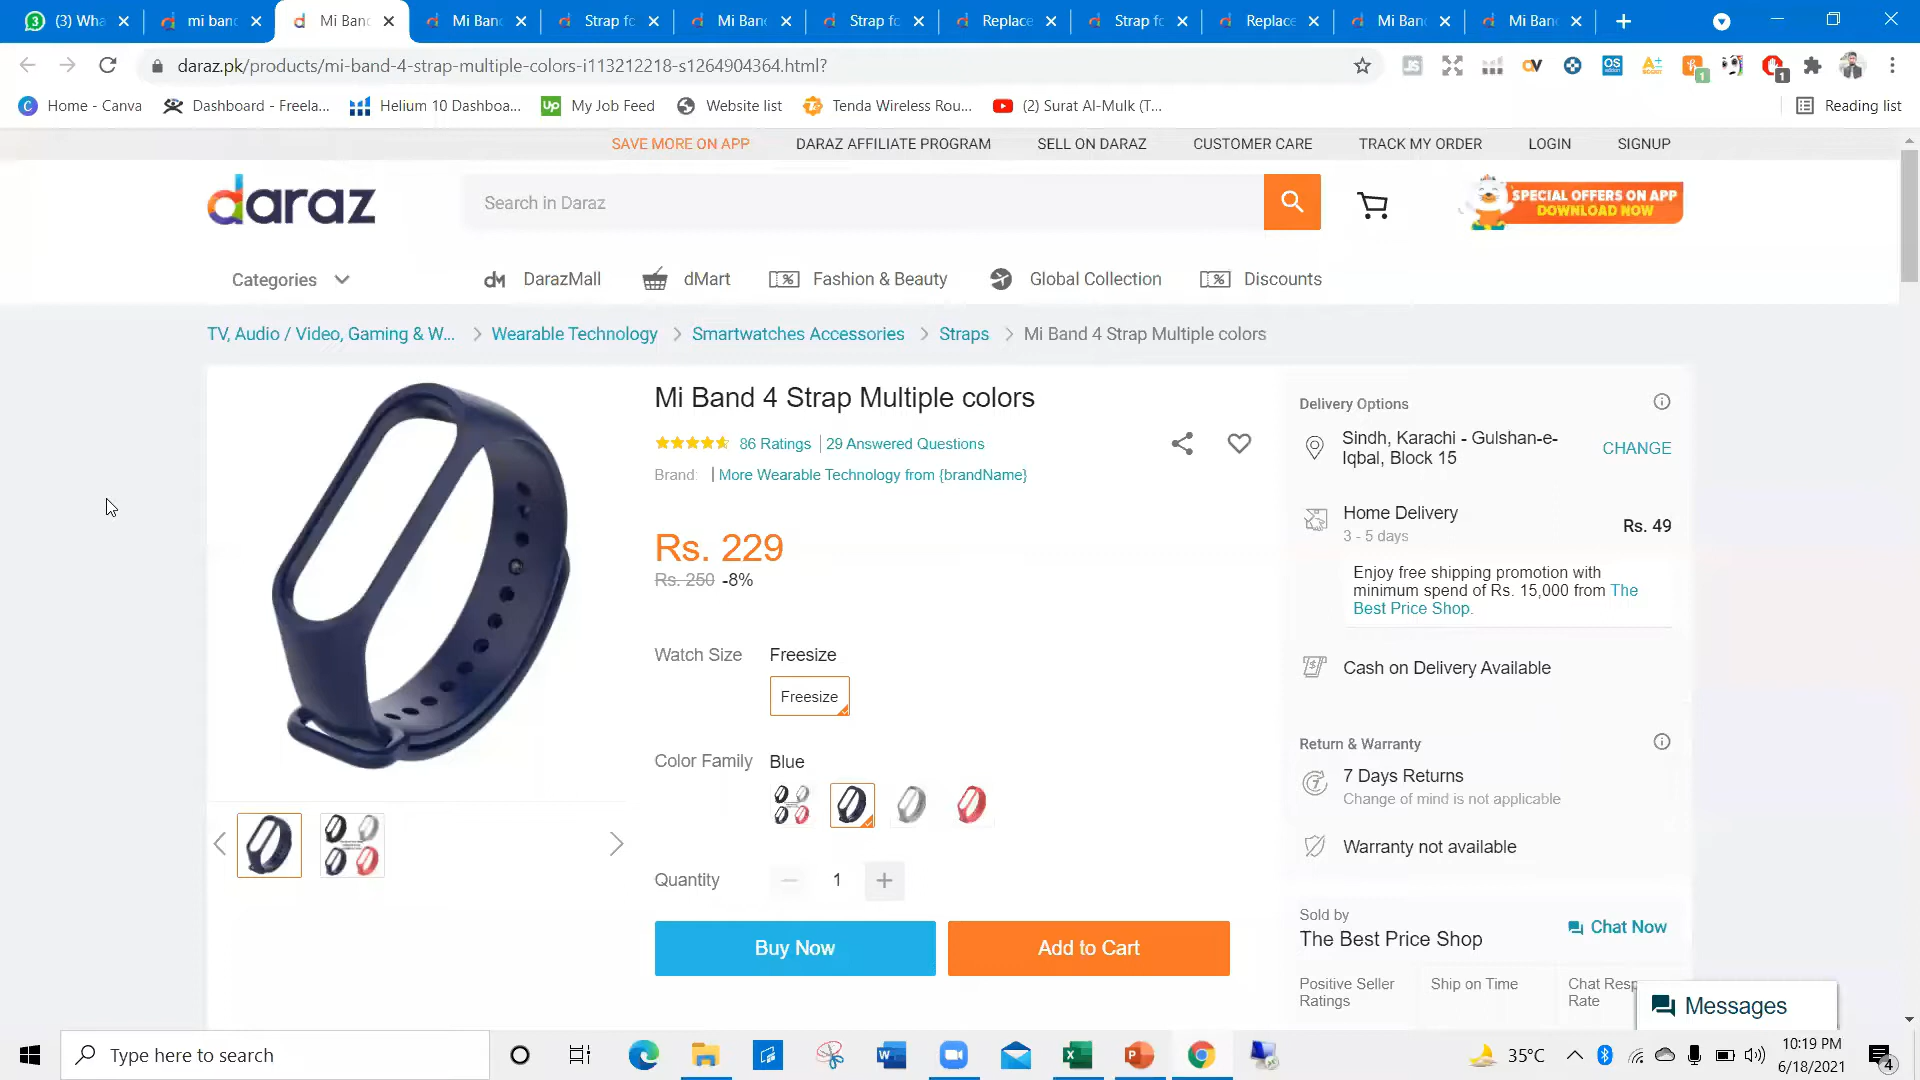 (3) Wha
mi banc
Mi Banc
Mi Banc
Strap fc
Mi Banc
Strap fc
Replace
Strap fc
Replace
Mi Banc
Mi Banc
daraz.pk/products/mi-band-4-strap-multiple-colors-i113212218-s1264904364.html?
Home - Canva
Dashboard - Freela...
Helium 10 Dashboa...
My Job Feed
Website list
Tenda Wireless Rou...
(2) Surat Al-Mulk (T...
Reading list
SAVE MORE ON APP
DARAZ AFFILIATE PROGRAM
SELL ON DARAZ
CUSTOMER CARE
TRACK MY ORDER
LOGIN
SIGNUP
daraz
Search in Daraz
SPECIAL OFFERS ON APP
DOWNLOAD NOW
Categories
DarazMall
dMart
Fashion & Beauty
Global Collection
Discounts
TV, Audio / Video, Gaming & W...
Wearable Technology
Smartwatches Accessories
Straps
Mi Band 4 Strap Multiple colors
Mi Band 4 Strap Multiple colors
86 Ratings
29 Answered Questions
Brand:
More Wearable Technology from {brandName}
Rs. 229
Rs. 250 -8%
Watch Size
Freesize
Freesize
Color Family
Blue
Quantity
1
Buy Now
Add to Cart
Delivery Options
Sindh, Karachi - Gulshan-e-
Iqbal, Block 15
CHANGE
Home Delivery
3 - 5 days
Rs. 49
Enjoy free shipping promotion with
minimum spend of Rs. 15,000 from The
Best Price Shop.
Cash on Delivery Available
Return & Warranty
7 Days Returns
Change of mind is not applicable
Warranty not available
Sold by
The Best Price Shop
Chat Now
Positive Seller
Ratings
Ship on Time
Chat Resp
Rate
Messages
Type here to search
35°C
10:19 PM
6/18/2021
4